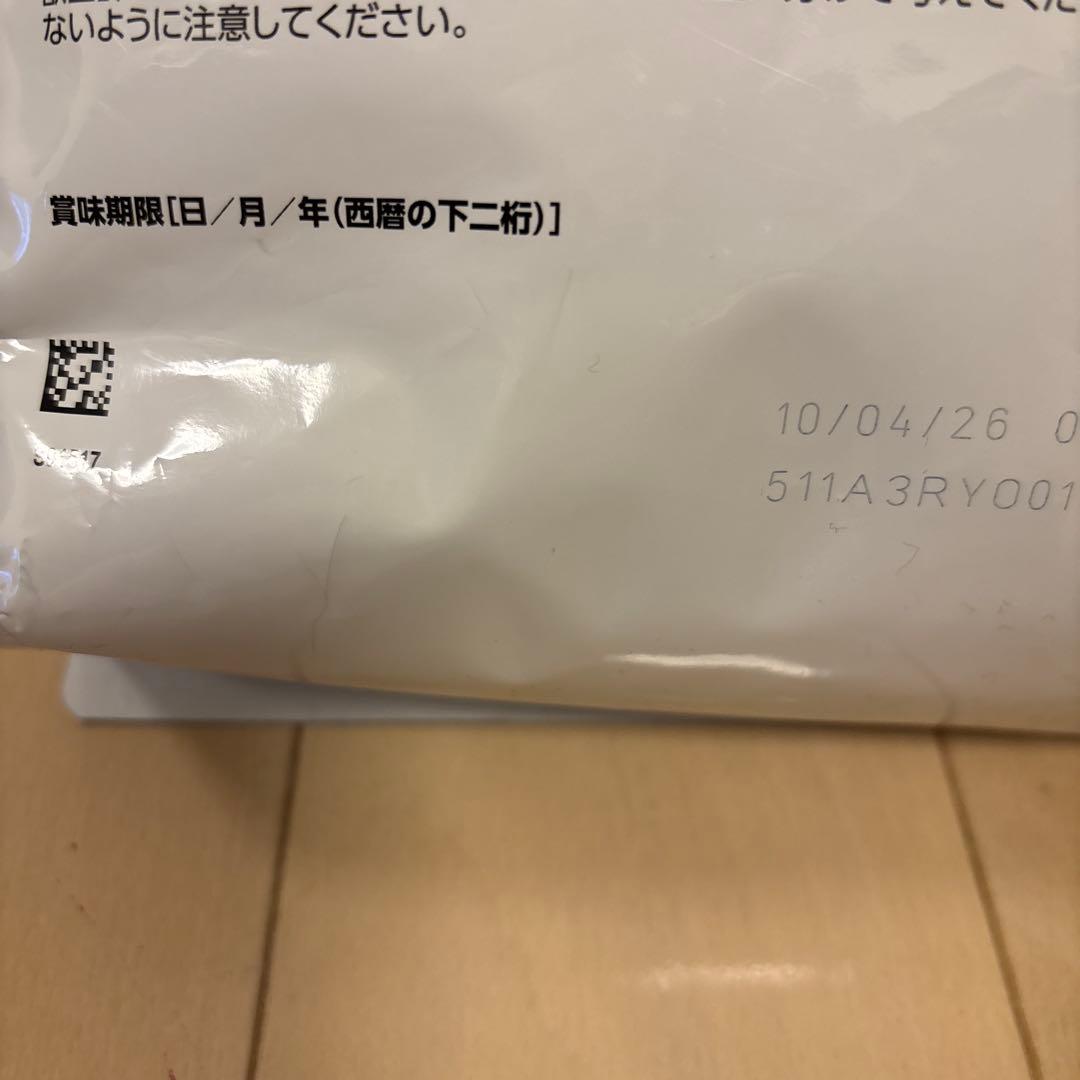 ないように注意してください。
賞味期限[日/月/年(西暦の下二桁)]
10/04/26 0
511A3RY001